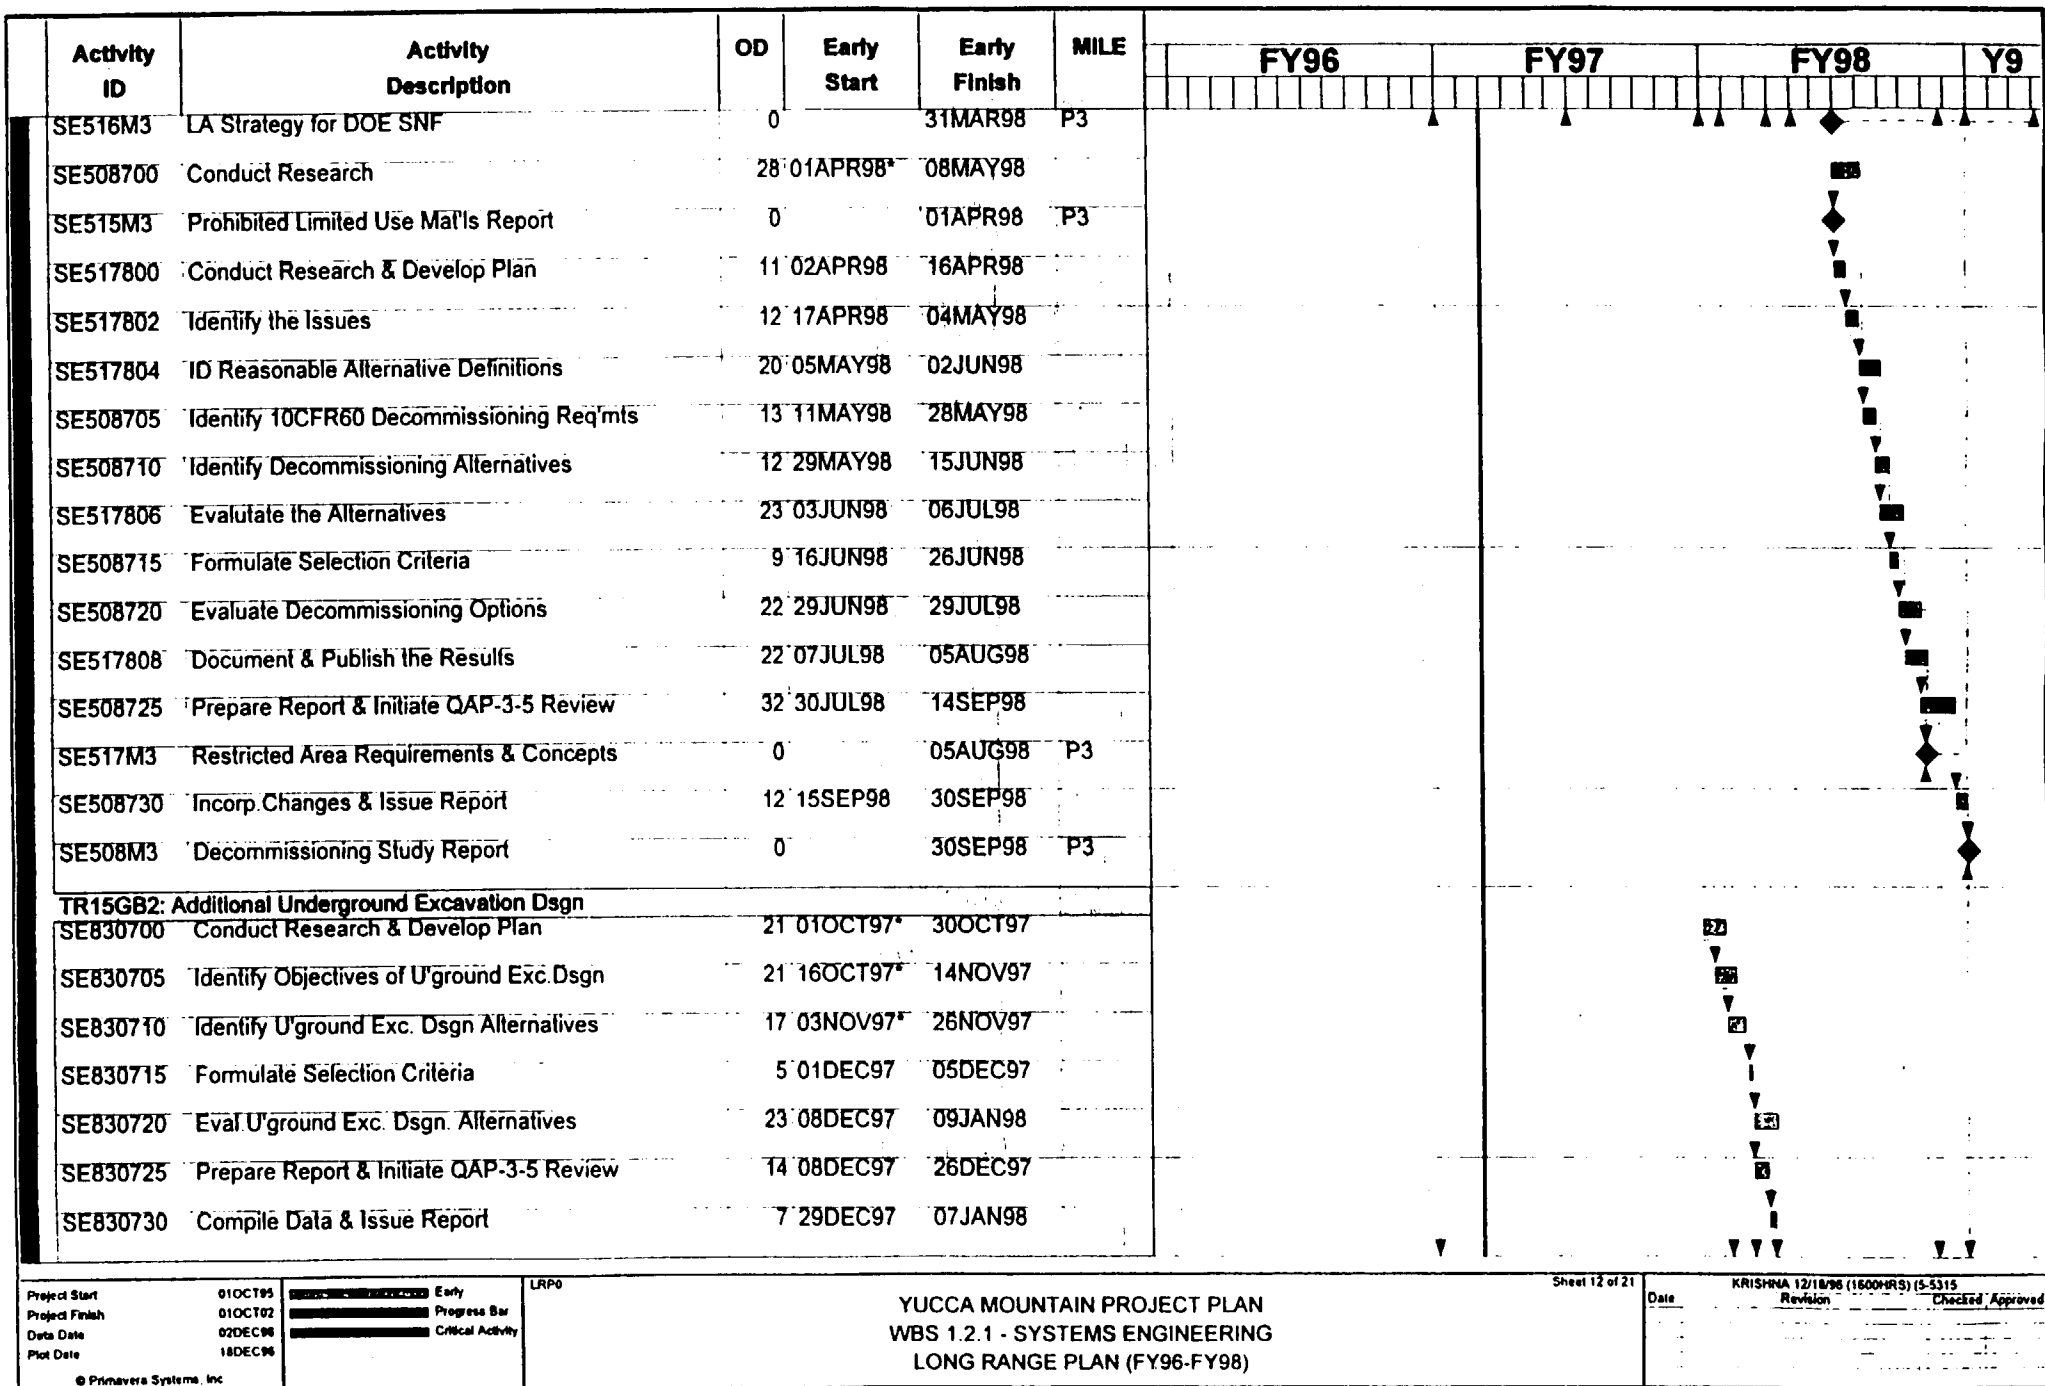 Activity ID Activity Description OD Early Start Early Finish MILE FY96 FY97 FY98 Y9
SE516M3 LA Strategy for DOE SNF 0 31MAR98 P3
SE508700 Conduct Research 28 01APR98* 08MAY98
SE515M3 Prohibited Limited Use Mat'ls Report 0 01APR98 P3
SE517800 Conduct Research & Develop Plan 11 02APR98 16APR98
SE517802 Identify the Issues 12 17APR98 04MAY98
SE517804 ID Reasonable Alternative Definitions 20 05MAY98 02JUN98
SE508705 Identify 10CFR60 Decommissioning Req'mts 13 11MAY98 28MAY98
SE508710 Identify Decommissioning Alternatives 12 29MAY98 15JUN98
SE517806 Evalutate the Alternatives 23 03JUN98 06JUL98
SE508715 Formulate Selection Criteria 9 16JUN98 26JUN98
SE508720 Evaluate Decommissioning Options 22 29JUN98 29JUL98
SE517808 Document & Publish the Results 22 07JUL98 05AUG98
SE508725 Prepare Report & Initiate QAP-3-5 Review 32 30JUL98 14SEP98
SE517M3 Restricted Area Requirements & Concepts 0 05AUG98 P3
SE508730 Incorp.Changes & Issue Report 12 15SEP98 30SEP98
SE508M3 Decommissioning Study Report 0 30SEP98 P3
TR15GB2: Additional Underground Excavation Dsgn
SE830700 Conduct Research & Develop Plan 21 01OCT97* 30OCT97
SE830705 Identify Objectives of U'ground Exc.Dsgn 21 16OCT97* 14NOV97
SE830710 Identify U'ground Exc. Dsgn Alternatives 17 03NOV97* 26NOV97
SE830715 Formulate Selection Criteria 5 01DEC97 05DEC97
SE830720 Eval.U'ground Exc. Dsgn. Alternatives 23 08DEC97 09JAN98
SE830725 Prepare Report & Initiate QAP-3-5 Review 14 08DEC97 26DEC97
SE830730 Compile Data & Issue Report 7 29DEC97 07JAN98
Project Start 01OCT95 Early
Project Finish 01OCT02 Progress Bar
Data Date 02DEC96 Critical Activity
Plot Date 18DEC96
© Primavera Systems, Inc
LRP0
YUCCA MOUNTAIN PROJECT PLAN
WBS 1.2.1 - SYSTEMS ENGINEERING
LONG RANGE PLAN (FY96-FY98)
Sheet 12 of 21
KRISHNA 12/18/96 (1600HRS) (5-5315
Date Revision Checked Approved